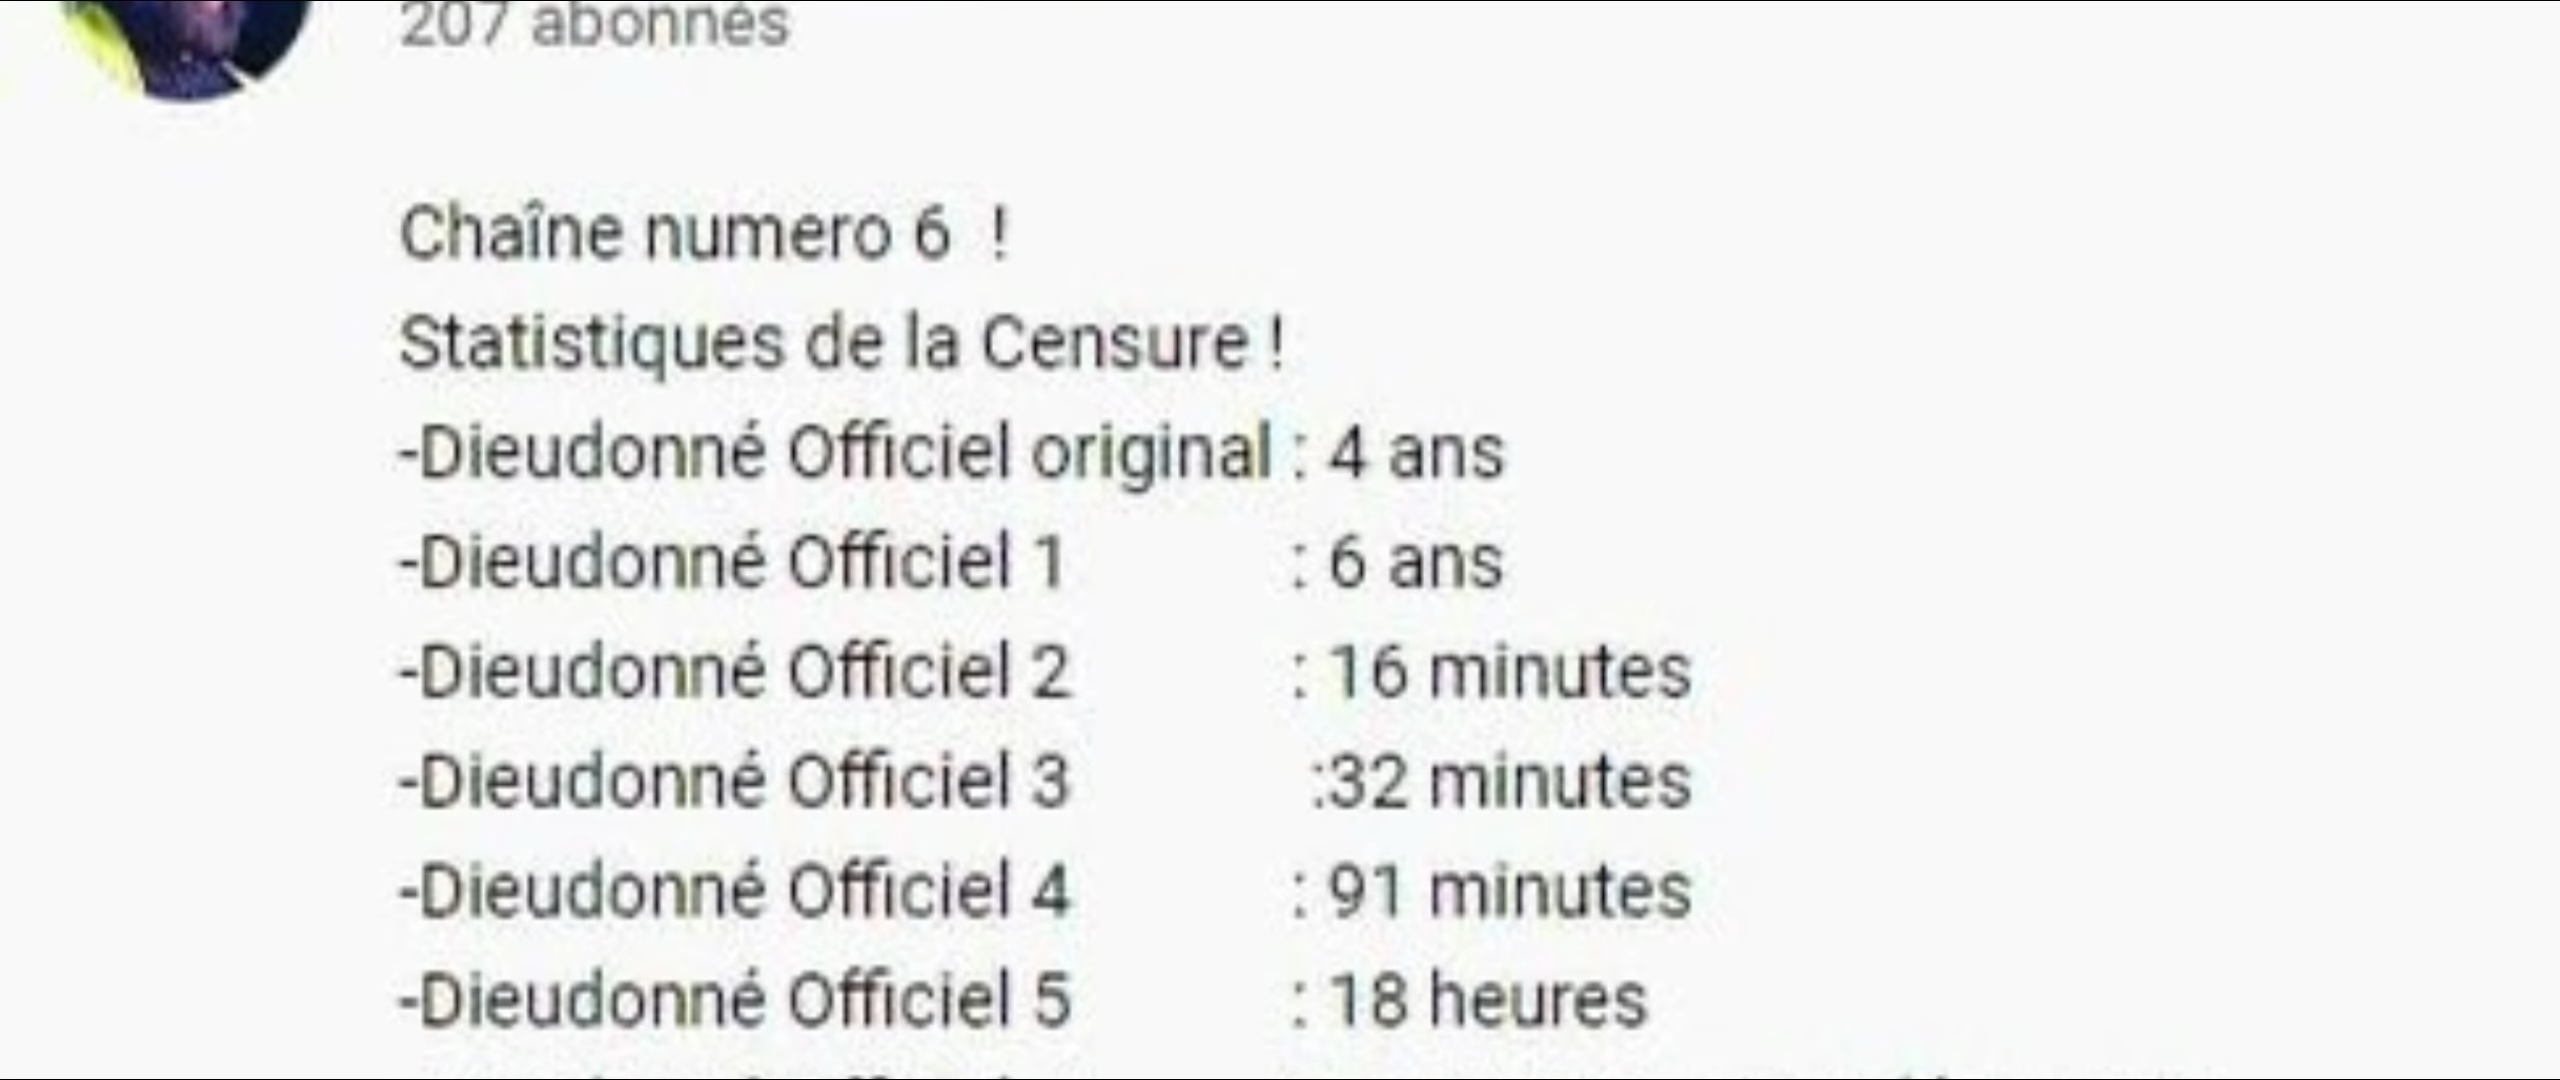 207 abonnés
Chaîne numero 6 !
Statistiques de la Censure !
-Dieudonné Officiel original : 4 ans
-Dieudonné Officiel 1 : 6 ans
-Dieudonné Officiel 2 : 16 minutes
-Dieudonné Officiel 3 :32 minutes
-Dieudonné Officiel 4 : 91 minutes
-Dieudonné Officiel 5 : 18 heures